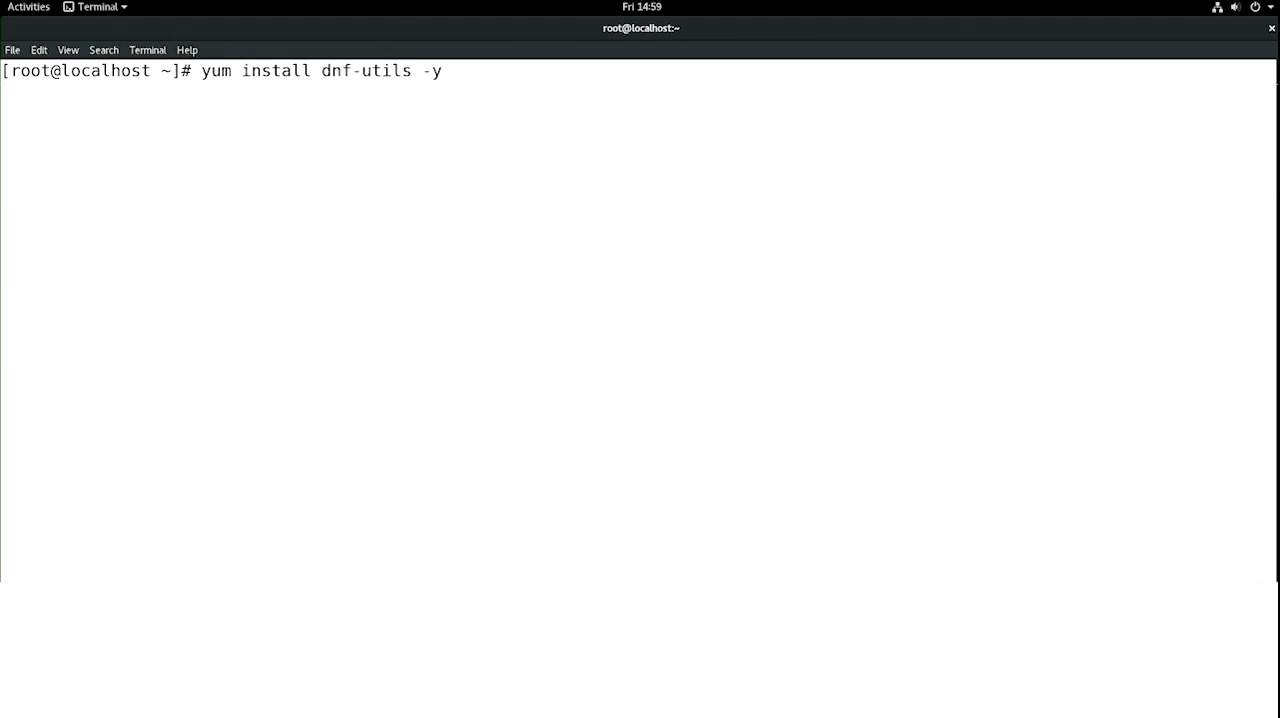 Activities Terminal Fri 14:59
root@localhost:~ ×
File Edit View Search Terminal Help
[root@localhost ~]# yum install dnf-utils -y